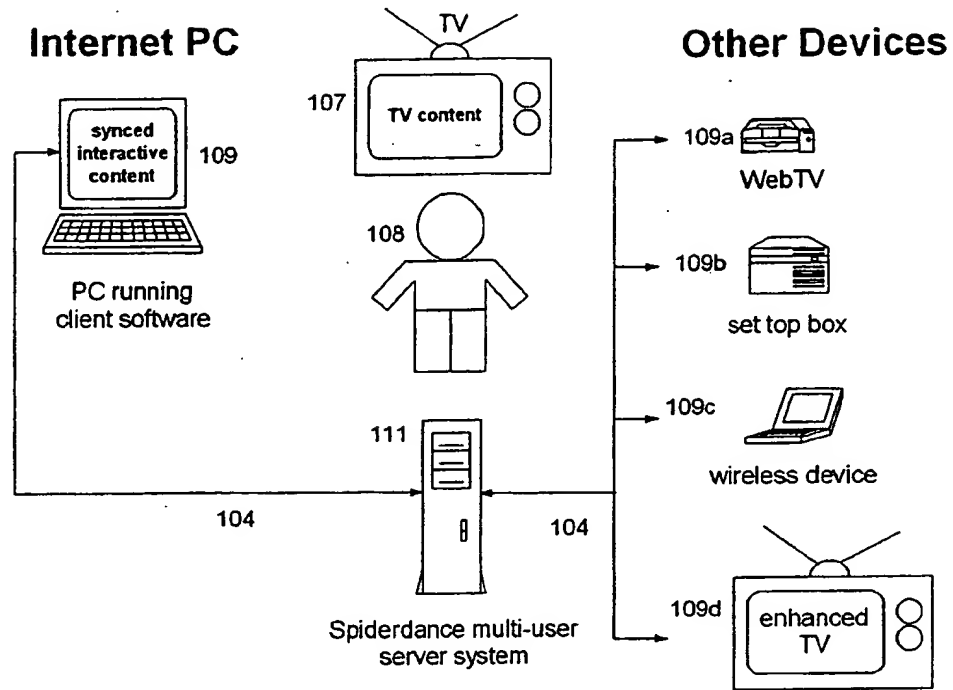 Internet PC
TV
Other Devices
107
TV content
synced
interactive
content
109
PC running
client software
108
109a
WebTV
109b
set top box
109c
wireless device
111
104
104
Spiderdance multi-user
server system
109d
enhanced
TV